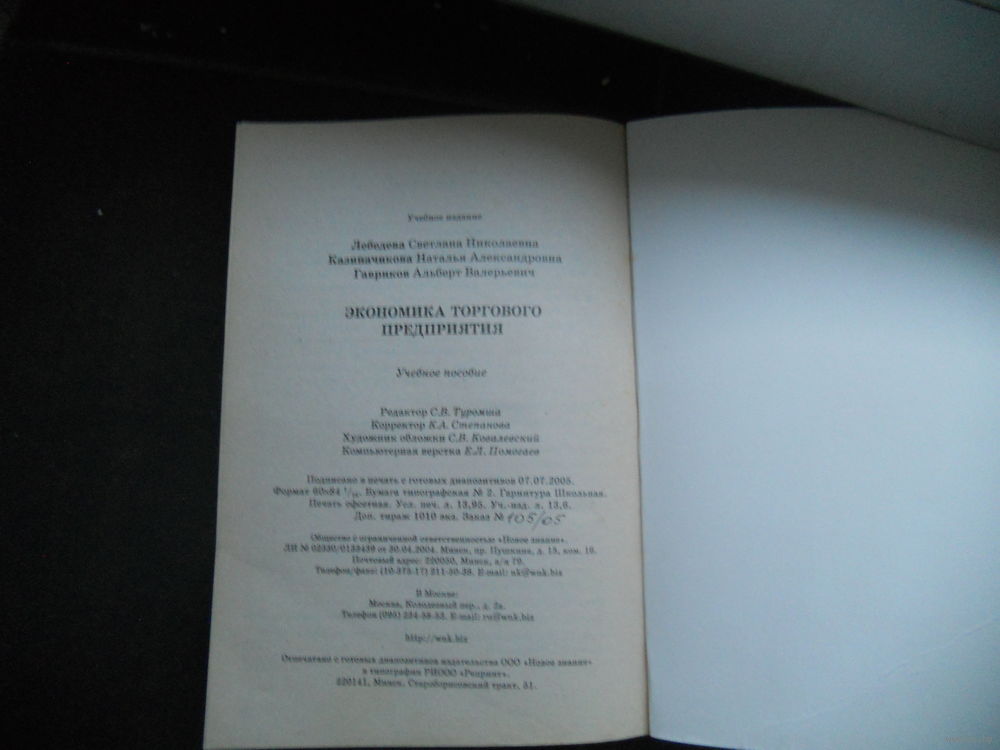 Учебное издание
Лебедева Светлана Николаевна
Казиначикова Наталья Александровна
Гавриков Альберт Валерьевич
ЭКОНОМИКА ТОРГОВОГО
ПРЕДПРИЯТИЯ
Учебное пособие
Редактор С.В. Туромша
Корректор К.А. Степанова
Художник обложки С.В. Ковалевский
Компьютерная верстка Е.Л. Помогаев
Подписано в печать с готовых диапозитивов 07.07.2005.
Формат 60×84 1/16. Бумага типографская № 2. Гарнитура Школьная.
Печать офсетная. Усл. печ. л. 13,95. Уч.-изд. л. 13,6.
Доп. тираж 1010 экз. Заказ № 105/05
Общество с ограниченной ответственностью «Новое знание».
ЛИ № 02330/0133439 от 30.04.2004. Минск, пр. Пушкина, д. 15, ком. 16.
Почтовый адрес: 220050, Минск, а/я 79.
Телефон/факс: (10-375-17) 211-50-38. E-mail: nk@wnk.biz
В Москве:
Москва, Колодезный пер., д. 2а.
Телефон (095) 234-58-53. E-mail: ru@wnk.biz
http://wnk.biz
Отпечатано с готовых диапозитивов издательства ООО «Новое знание»
в типографии РИООО «Репринт».
220141, Минск, Староборисовский тракт, 51.